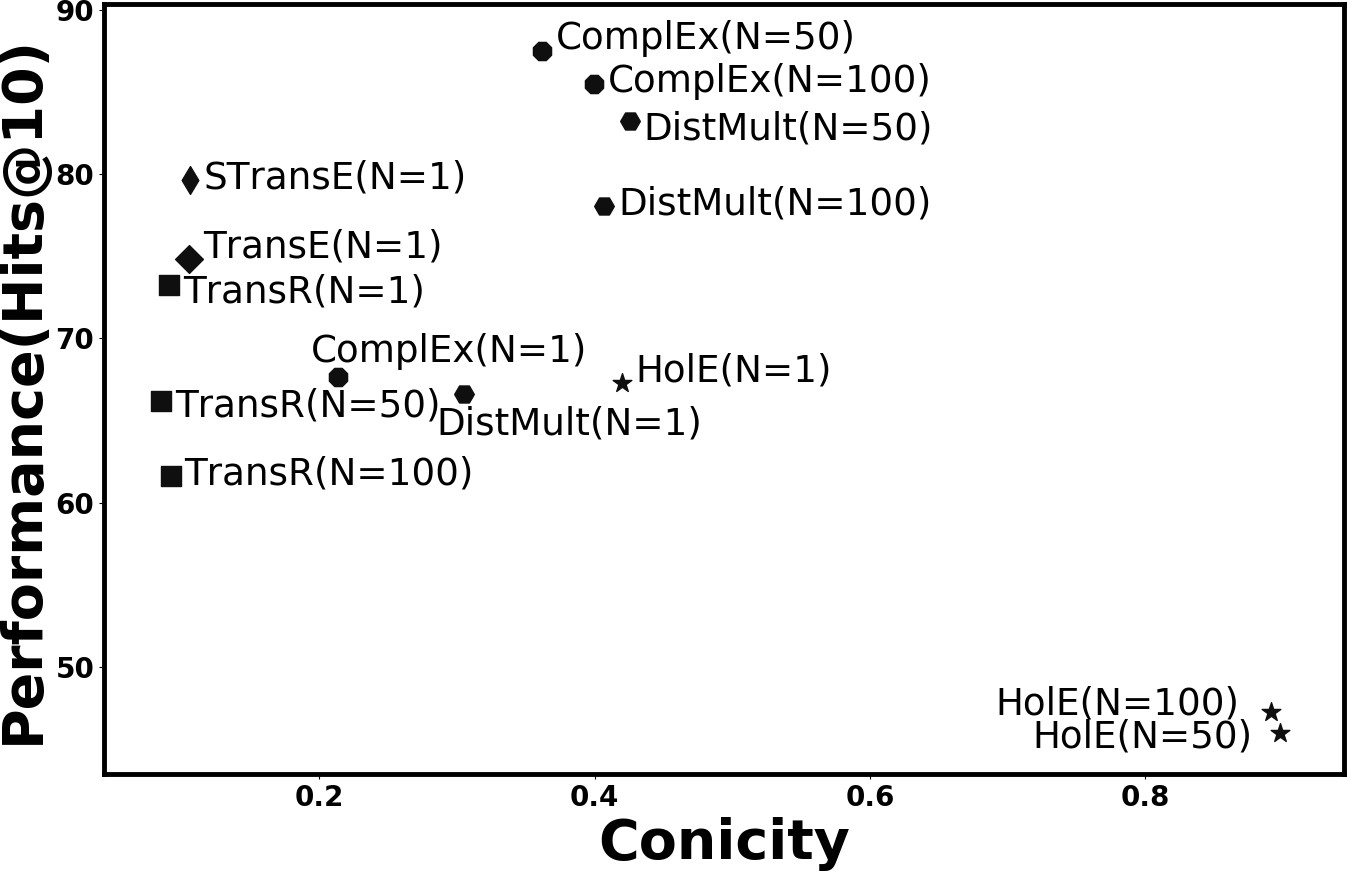 Performance(Hits@10)
90
80
70
60
50
ComplEx(N=50)
ComplEx(N=100)
DistMult(N=50)
STransE(N=1)
DistMult(N=100)
TransE(N=1)
TransR(N=1)
ComplEx(N=1)
HolE(N=1)
TransR(N=50)
DistMult(N=1)
TransR(N=100)
HolE(N=100)
HolE(N=50)
0.2 0.4 0.6 0.8
Conicity